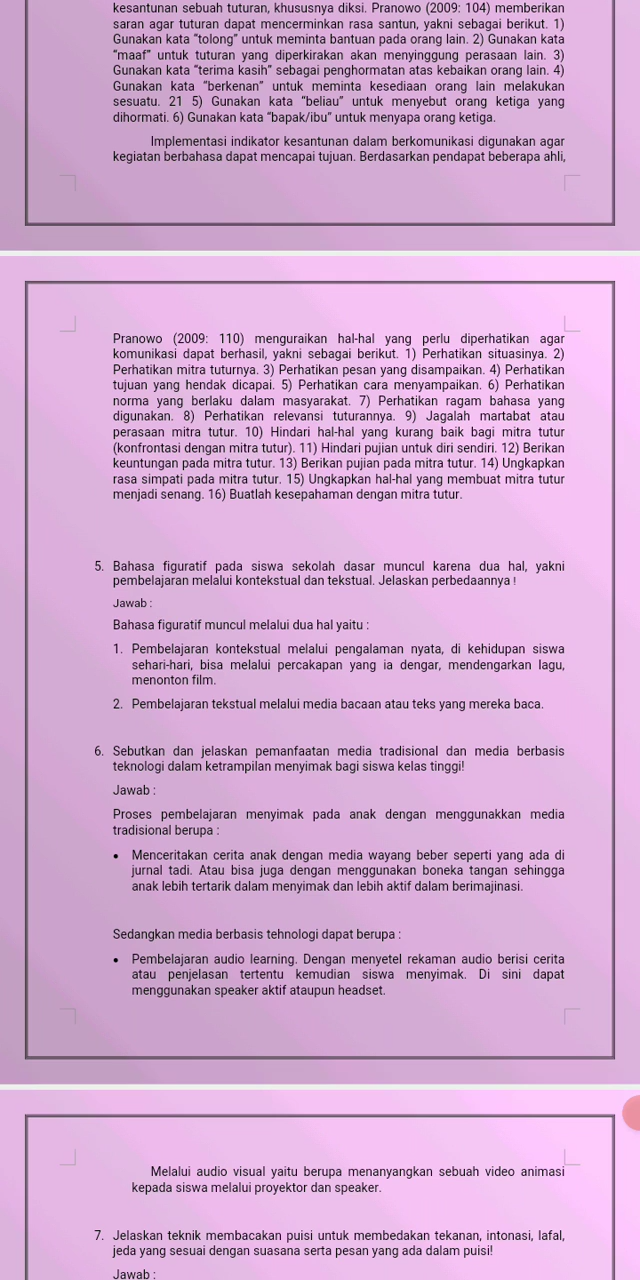 kesantunan sebuah tuturan, khususnya diksi. Pranowo (2009: 104) memberikan
saran agar tuturan dapat mencerminkan rasa santun, yakni sebagai berikut. 1)
Gunakan kata “tolong” untuk meminta bantuan pada orang lain. 2) Gunakan kata
“maaf” untuk tuturan yang diperkirakan akan menyinggung perasaan lain. 3)
Gunakan kata “terima kasih” sebagai penghormatan atas kebaikan orang lain. 4)
Gunakan kata “berkenan” untuk meminta kesediaan orang lain melakukan
sesuatu. 21 5) Gunakan kata “beliau” untuk menyebut orang ketiga yang
dihormati. 6) Gunakan kata “bapak/ibu” untuk menyapa orang ketiga.
Implementasi indikator kesantunan dalam berkomunikasi digunakan agar
kegiatan berbahasa dapat mencapai tujuan. Berdasarkan pendapat beberapa ahli,
Pranowo (2009: 110) menguraikan hal-hal yang perlu diperhatikan agar
komunikasi dapat berhasil, yakni sebagai berikut. 1) Perhatikan situasinya. 2)
Perhatikan mitra tuturnya. 3) Perhatikan pesan yang disampaikan. 4) Perhatikan
tujuan yang hendak dicapai. 5) Perhatikan cara menyampaikan. 6) Perhatikan
norma yang berlaku dalam masyarakat. 7) Perhatikan ragam bahasa yang
digunakan. 8) Perhatikan relevansi tuturannya. 9) Jagalah martabat atau
perasaan mitra tutur. 10) Hindari hal-hal yang kurang baik bagi mitra tutur
(konfrontasi dengan mitra tutur). 11) Hindari pujian untuk diri sendiri. 12) Berikan
keuntungan pada mitra tutur. 13) Berikan pujian pada mitra tutur. 14) Ungkapkan
rasa simpati pada mitra tutur. 15) Ungkapkan hal-hal yang membuat mitra tutur
menjadi senang. 16) Buatlah kesepahaman dengan mitra tutur.
5. Bahasa figuratif pada siswa sekolah dasar muncul karena dua hal, yakni
pembelajaran melalui kontekstual dan tekstual. Jelaskan perbedaannya !
Jawab :
Bahasa figuratif muncul melalui dua hal yaitu :
1. Pembelajaran kontekstual melalui pengalaman nyata, di kehidupan siswa
sehari-hari, bisa melalui percakapan yang ia dengar, mendengarkan lagu,
menonton film.
2. Pembelajaran tekstual melalui media bacaan atau teks yang mereka baca.
6. Sebutkan dan jelaskan pemanfaatan media tradisional dan media berbasis
teknologi dalam ketrampilan menyimak bagi siswa kelas tinggi!
Jawab :
Proses pembelajaran menyimak pada anak dengan menggunakkan media
tradisional berupa :
• Menceritakan cerita anak dengan media wayang beber seperti yang ada di
jurnal tadi. Atau bisa juga dengan menggunakan boneka tangan sehingga
anak lebih tertarik dalam menyimak dan lebih aktif dalam berimajinasi.
Sedangkan media berbasis tehnologi dapat berupa :
• Pembelajaran audio learning. Dengan menyetel rekaman audio berisi cerita
atau penjelasan tertentu kemudian siswa menyimak. Di sini dapat
menggunakan speaker aktif ataupun headset.
Melalui audio visual yaitu berupa menanyangkan sebuah video animasi
kepada siswa melalui proyektor dan speaker.
7. Jelaskan teknik membacakan puisi untuk membedakan tekanan, intonasi, lafal,
jeda yang sesuai dengan suasana serta pesan yang ada dalam puisi!
Jawab :